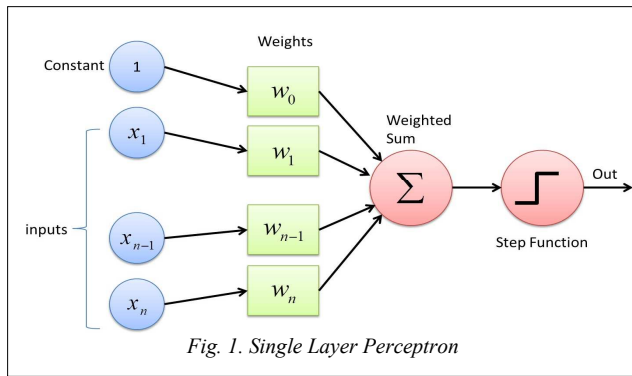 Weights
Constant 1
w₀
Weighted
Sum
x₁
w₁
Σ
Out
inputs
xₙ₋₁
wₙ₋₁
Step Function
xₙ
wₙ
Fig. 1. Single Layer Perceptron